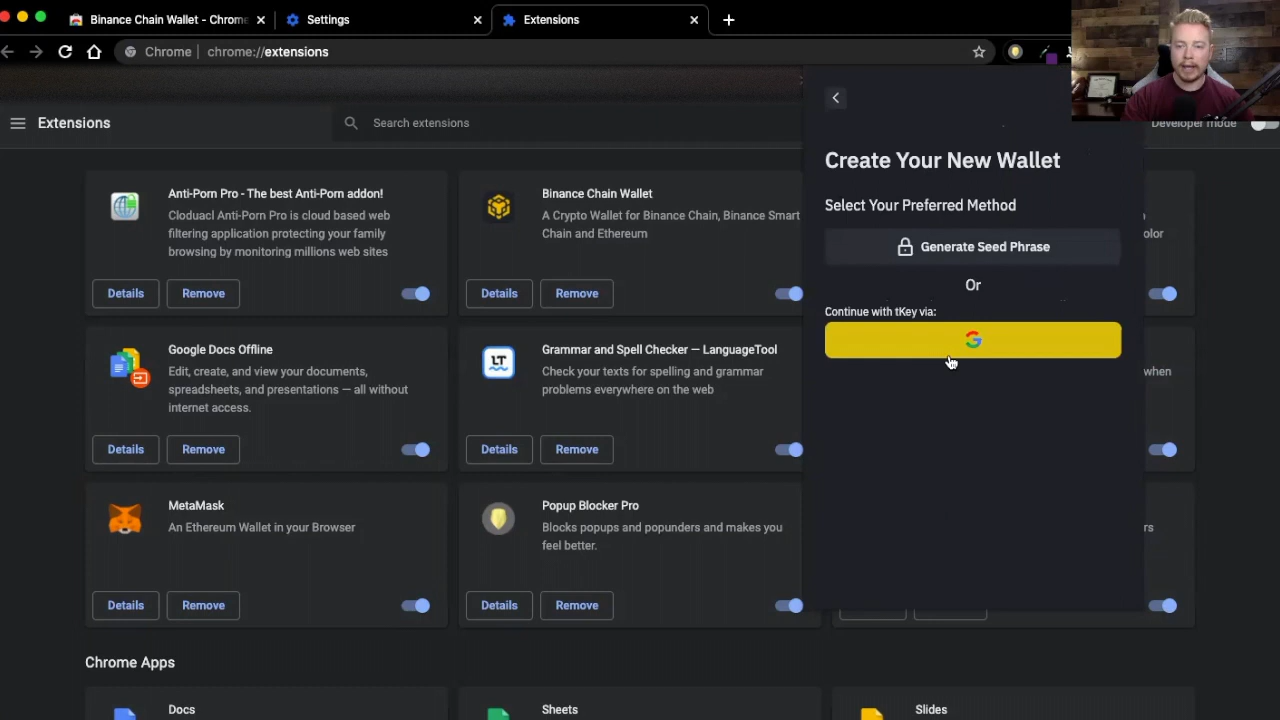 Binance Chain Wallet - Chrome
Settings
Extensions
Chrome
chrome://extensions
Extensions
Search extensions
Developer mode
Anti-Porn Pro - The best Anti-Porn addon!
Cloduacl Anti-Porn Pro is cloud based web
filtering application protecting your family
browsing by monitoring millions web sites
Details
Remove
Binance Chain Wallet
A Crypto Wallet for Binance Chain, Binance Smart
Chain and Ethereum
Details
Remove
olor
Google Docs Offline
Edit, create, and view your documents,
spreadsheets, and presentations — all without
internet access.
Details
Remove
LT
Grammar and Spell Checker — LanguageTool
Check your texts for spelling and grammar
problems everywhere on the web
Details
Remove
when
MetaMask
An Ethereum Wallet in your Browser
Details
Remove
Popup Blocker Pro
Blocks popups and popunders and makes you
feel better.
Details
Remove
rs
Create Your New Wallet
Select Your Preferred Method
Generate Seed Phrase
Or
Continue with tKey via:
G
Chrome Apps
Docs
Sheets
Slides